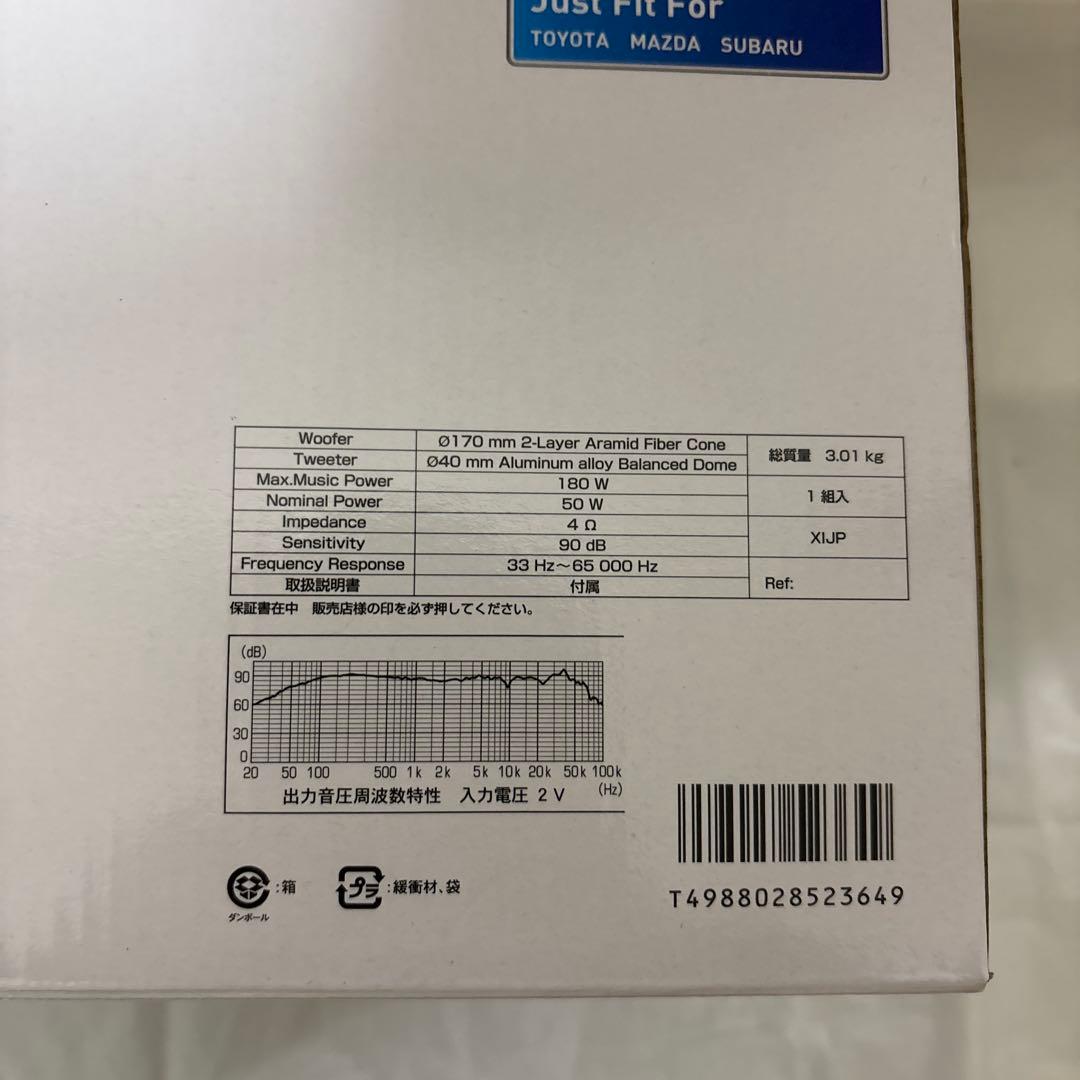 Just Fit For
TOYOTA MAZDA SUBARU
Woofer Ø170 mm 2-Layer Aramid Fiber Cone 総質量 3.01 kg
Tweeter Ø40 mm Aluminum alloy Balanced Dome
Max.Music Power 180 W 1 組入
Nominal Power 50 W
Impedance 4 Ω XIJP
Sensitivity 90 dB
Frequency Response 33 Hz～65 000 Hz Ref:
取扱説明書 付属
保証書在中 販売店様の印を必ず押してください。
(dB)
90
60
30
0
20 50 100 500 1k 2k 5k 10k 20k 50k 100k
(Hz)
出力音圧周波数特性 入力電圧 2 V
:箱
ダンボール
プラ
:緩衝材、袋
T4988028523649